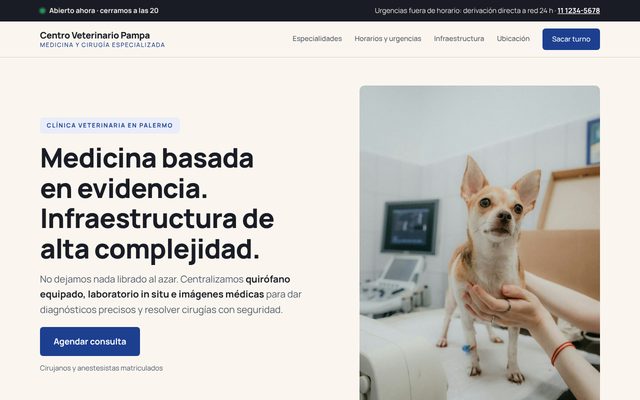 Abierto ahora · cerramos a las 20
Urgencias fuera de horario: derivación directa a red 24 h · 11 1234-5678
Centro Veterinario Pampa
MEDICINA Y CIRUGÍA ESPECIALIZADA
Especialidades
Horarios y urgencias
Infraestructura
Ubicación
Sacar turno
CLÍNICA VETERINARIA EN PALERMO
Medicina basada
en evidencia.
Infraestructura de
alta complejidad.
No dejamos nada librado al azar. Centralizamos quirófano
equipado, laboratorio in situ e imágenes médicas para dar
diagnósticos precisos y resolver cirugías con seguridad.
Agendar consulta
Cirujanos y anestesistas matriculados